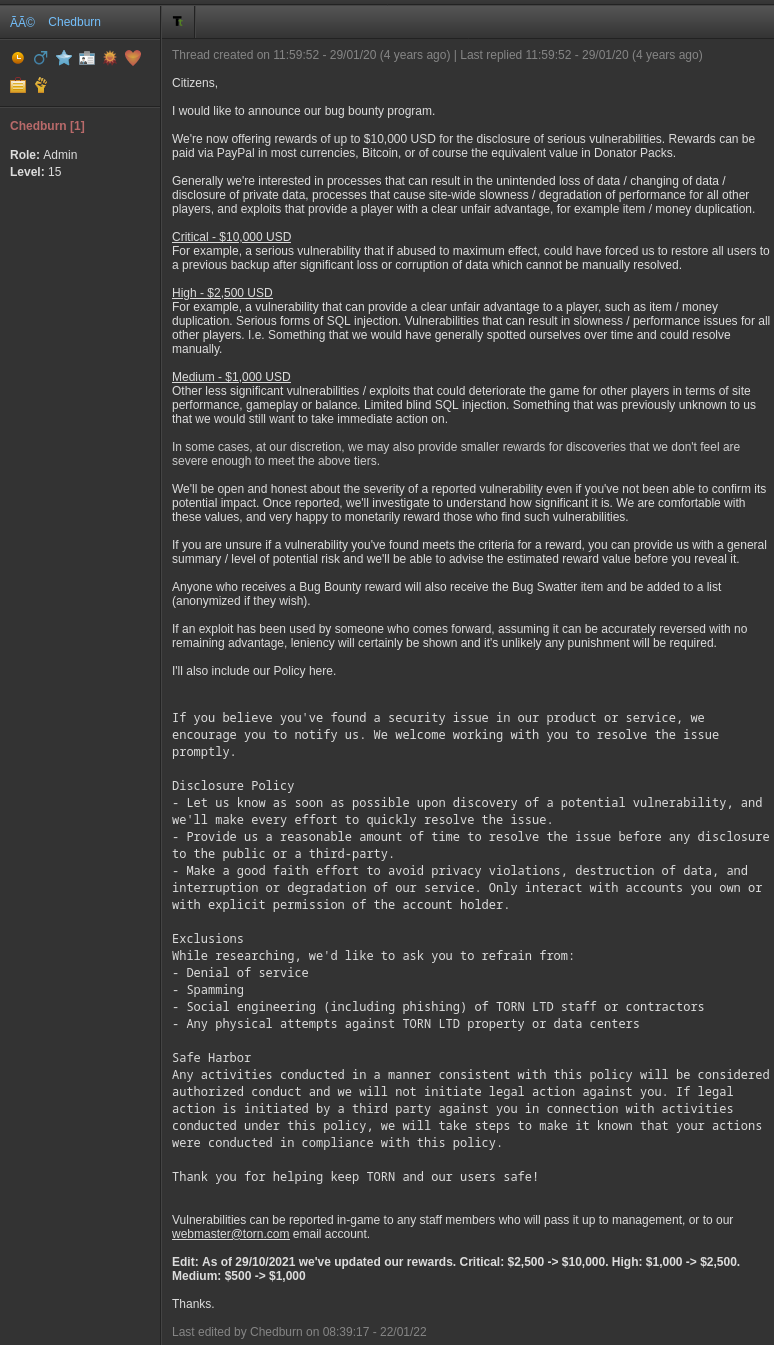 ÃÃ© Chedburn
Chedburn [1]
Role: Admin
Level: 15
Thread created on 11:59:52 - 29/01/20 (4 years ago) | Last replied 11:59:52 - 29/01/20 (4 years ago)
Citizens,
I would like to announce our bug bounty program.
We're now offering rewards of up to $10,000 USD for the disclosure of serious vulnerabilities. Rewards can be
paid via PayPal in most currencies, Bitcoin, or of course the equivalent value in Donator Packs.
Generally we're interested in processes that can result in the unintended loss of data / changing of data /
disclosure of private data, processes that cause site-wide slowness / degradation of performance for all other
players, and exploits that provide a player with a clear unfair advantage, for example item / money duplication.
Critical - $10,000 USD
For example, a serious vulnerability that if abused to maximum effect, could have forced us to restore all users to
a previous backup after significant loss or corruption of data which cannot be manually resolved.
High - $2,500 USD
For example, a vulnerability that can provide a clear unfair advantage to a player, such as item / money
duplication. Serious forms of SQL injection. Vulnerabilities that can result in slowness / performance issues for all
other players. I.e. Something that we would have generally spotted ourselves over time and could resolve
manually.
Medium - $1,000 USD
Other less significant vulnerabilities / exploits that could deteriorate the game for other players in terms of site
performance, gameplay or balance. Limited blind SQL injection. Something that was previously unknown to us
that we would still want to take immediate action on.
In some cases, at our discretion, we may also provide smaller rewards for discoveries that we don't feel are
severe enough to meet the above tiers.
We'll be open and honest about the severity of a reported vulnerability even if you've not been able to confirm its
potential impact. Once reported, we'll investigate to understand how significant it is. We are comfortable with
these values, and very happy to monetarily reward those who find such vulnerabilities.
If you are unsure if a vulnerability you've found meets the criteria for a reward, you can provide us with a general
summary / level of potential risk and we'll be able to advise the estimated reward value before you reveal it.
Anyone who receives a Bug Bounty reward will also receive the Bug Swatter item and be added to a list
(anonymized if they wish).
If an exploit has been used by someone who comes forward, assuming it can be accurately reversed with no
remaining advantage, leniency will certainly be shown and it's unlikely any punishment will be required.
I'll also include our Policy here.
If you believe you've found a security issue in our product or service, we
encourage you to notify us. We welcome working with you to resolve the issue
promptly.
Disclosure Policy
- Let us know as soon as possible upon discovery of a potential vulnerability, and
we'll make every effort to quickly resolve the issue.
- Provide us a reasonable amount of time to resolve the issue before any disclosure
to the public or a third-party.
- Make a good faith effort to avoid privacy violations, destruction of data, and
interruption or degradation of our service. Only interact with accounts you own or
with explicit permission of the account holder.
Exclusions
While researching, we'd like to ask you to refrain from:
- Denial of service
- Spamming
- Social engineering (including phishing) of TORN LTD staff or contractors
- Any physical attempts against TORN LTD property or data centers
Safe Harbor
Any activities conducted in a manner consistent with this policy will be considered
authorized conduct and we will not initiate legal action against you. If legal
action is initiated by a third party against you in connection with activities
conducted under this policy, we will take steps to make it known that your actions
were conducted in compliance with this policy.
Thank you for helping keep TORN and our users safe!
Vulnerabilities can be reported in-game to any staff members who will pass it up to management, or to our
webmaster@torn.com email account.
Edit: As of 29/10/2021 we've updated our rewards. Critical: $2,500 -> $10,000. High: $1,000 -> $2,500.
Medium: $500 -> $1,000
Thanks.
Last edited by Chedburn on 08:39:17 - 22/01/22